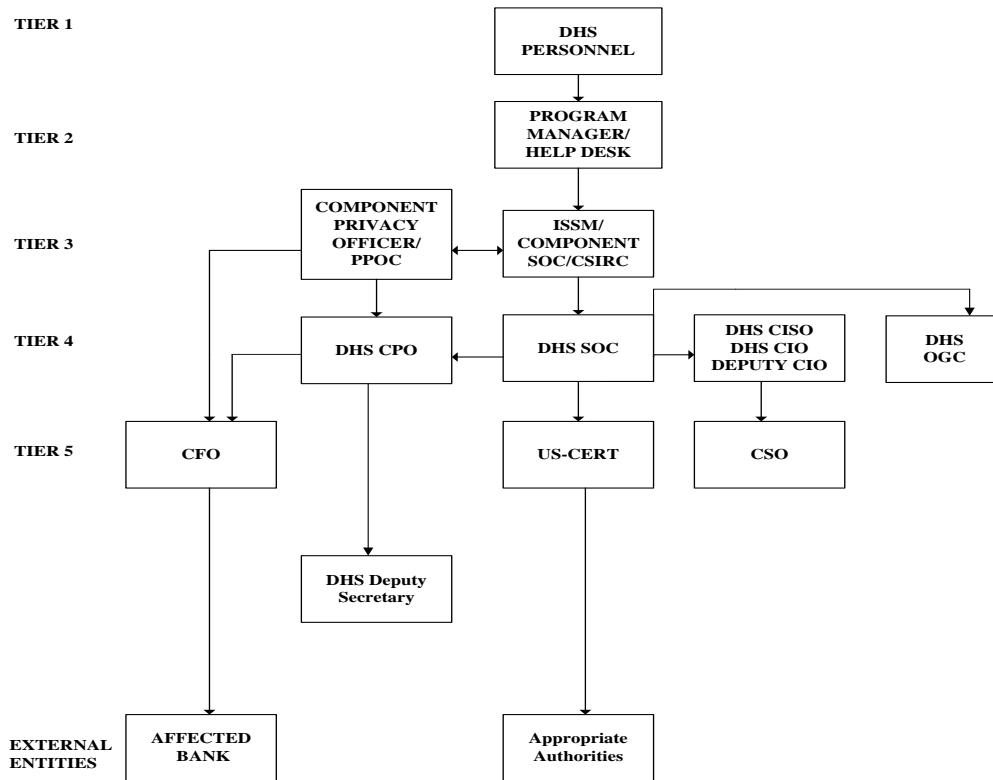 TIER 1
DHS
PERSONNEL
TIER 2
PROGRAM
MANAGER/
HELP DESK
TIER 3
COMPONENT
PRIVACY
OFFICER/
PPOC
ISSM/
COMPONENT
SOC/CSIRC
TIER 4
DHS CPO
DHS SOC
DHS CISO
DHS CIO
DEPUTY CIO
DHS
OGC
TIER 5
CFO
US-CERT
CSO
DHS Deputy
Secretary
EXTERNAL
ENTITIES
AFFECTED
BANK
Appropriate
Authorities